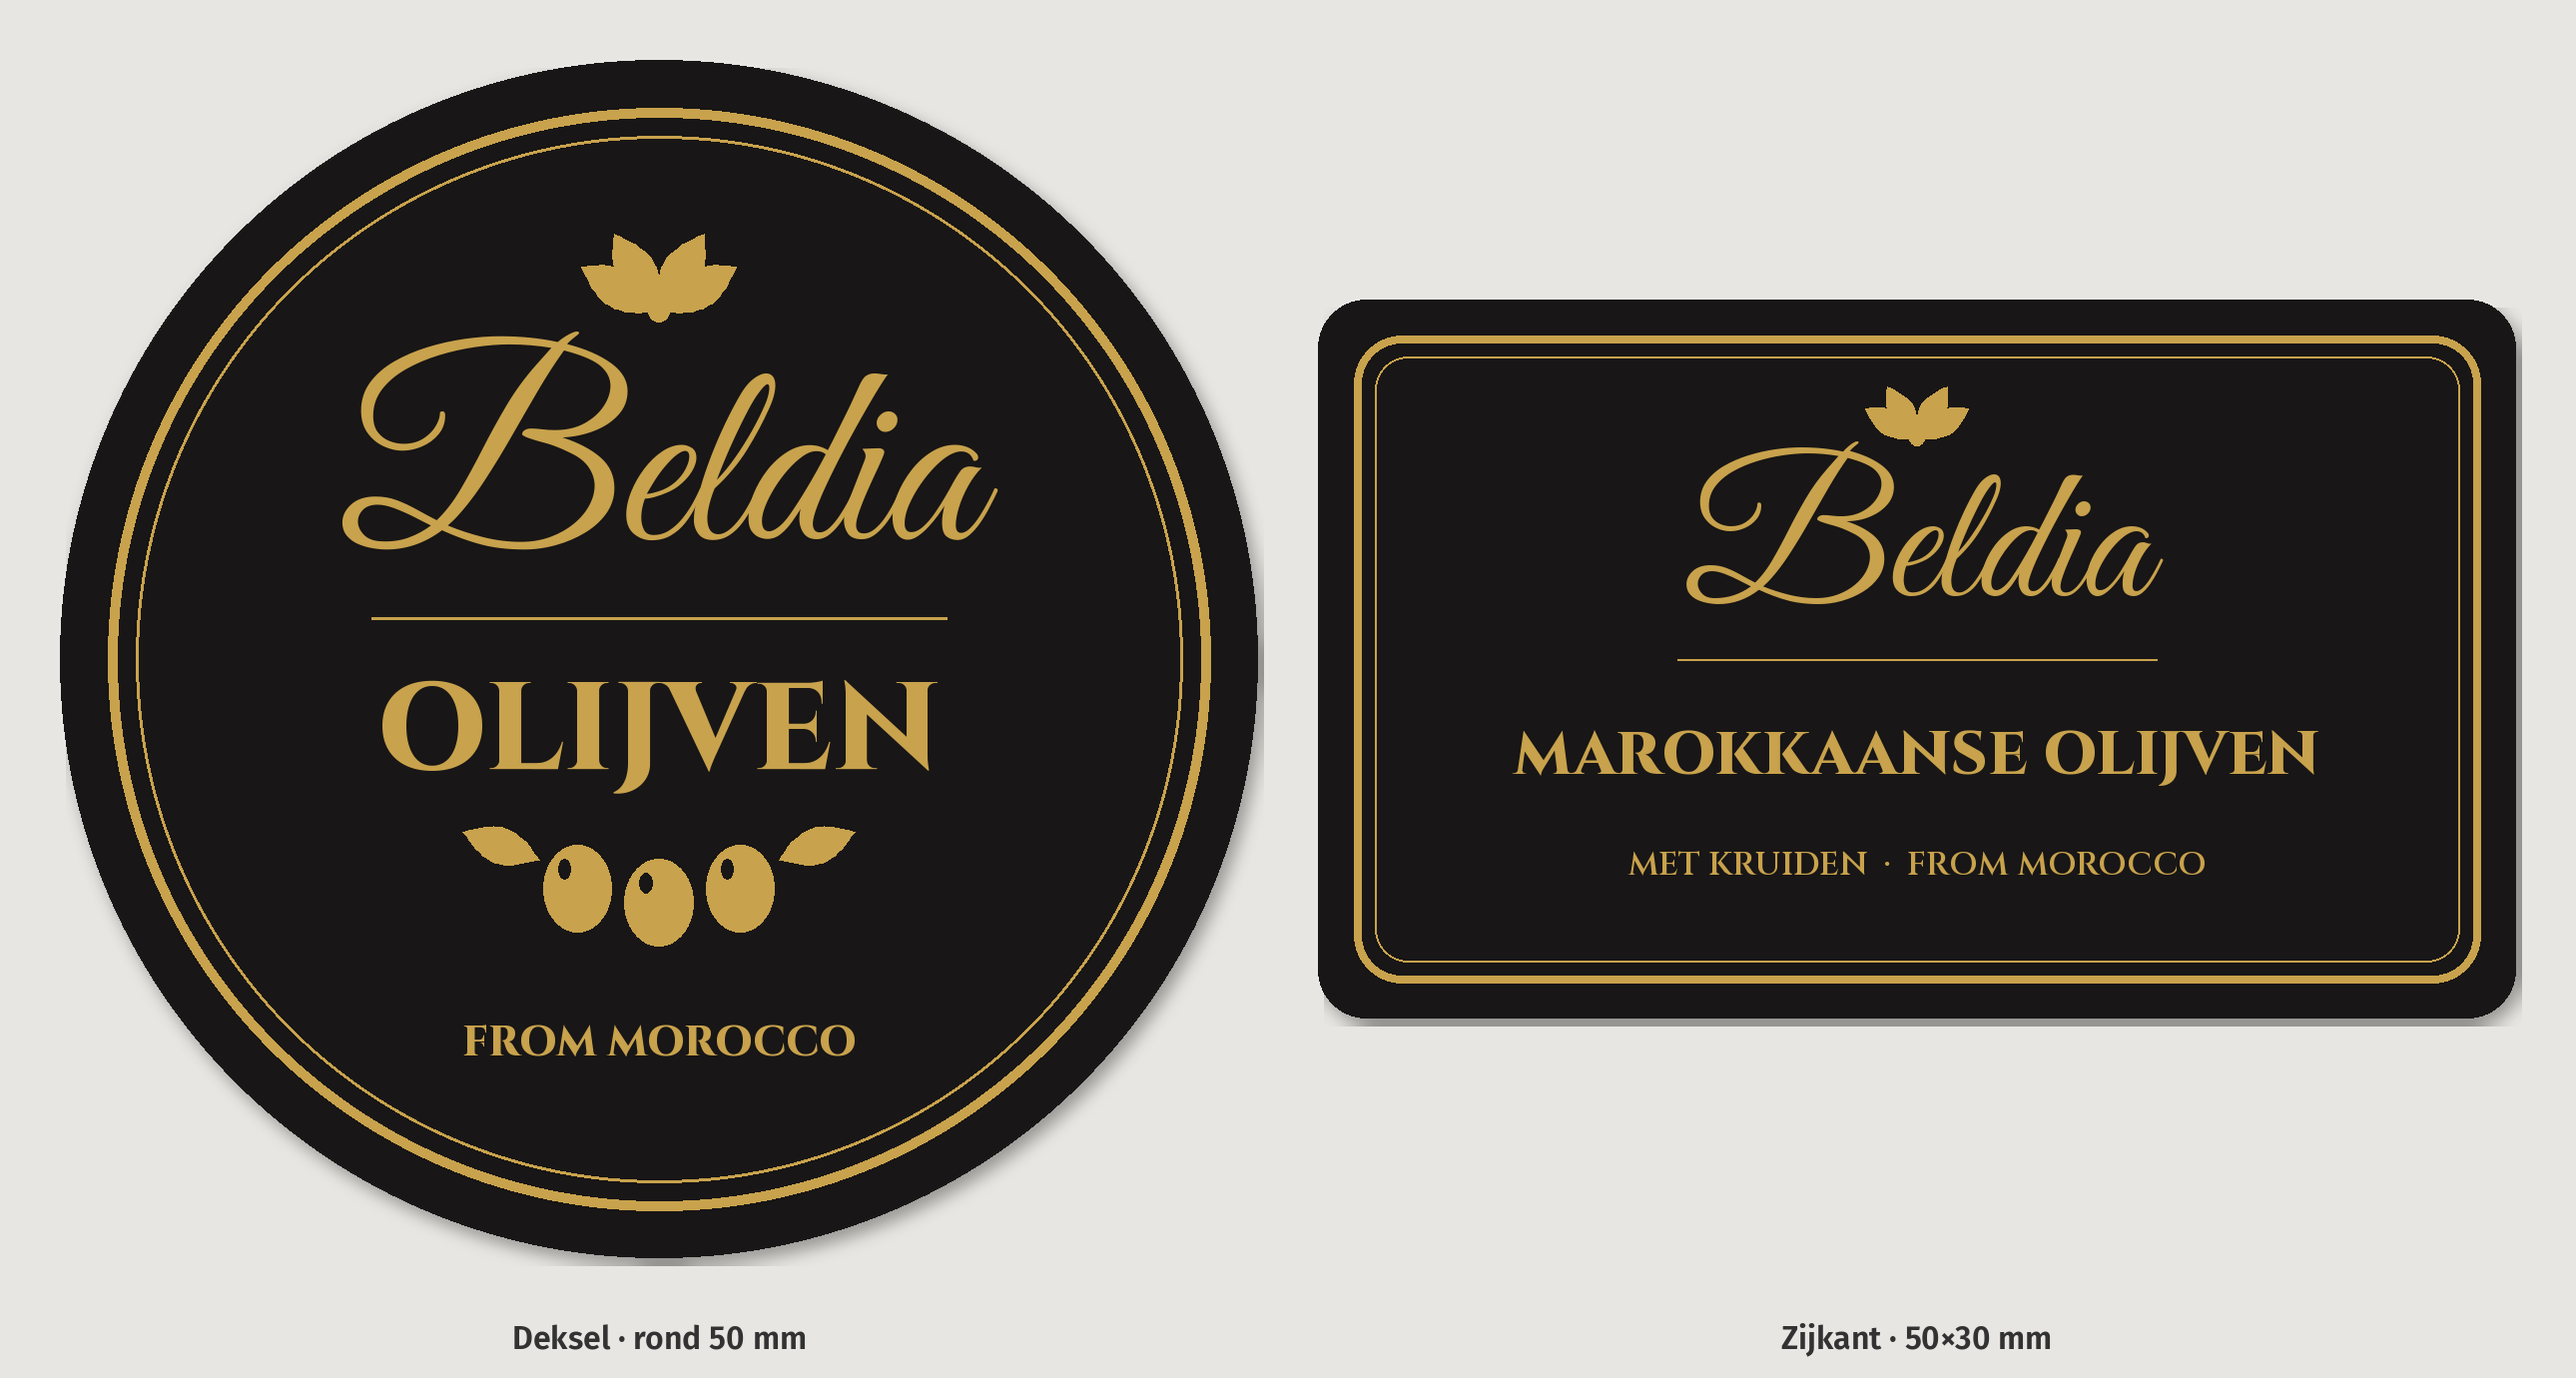 Beldia
OLIJVEN
FROM MOROCCO
Deksel · rond 50 mm
Beldia
MAROKKAANSE OLIJVEN
MET KRUIDEN · FROM MOROCCO
Zijkant · 50×30 mm